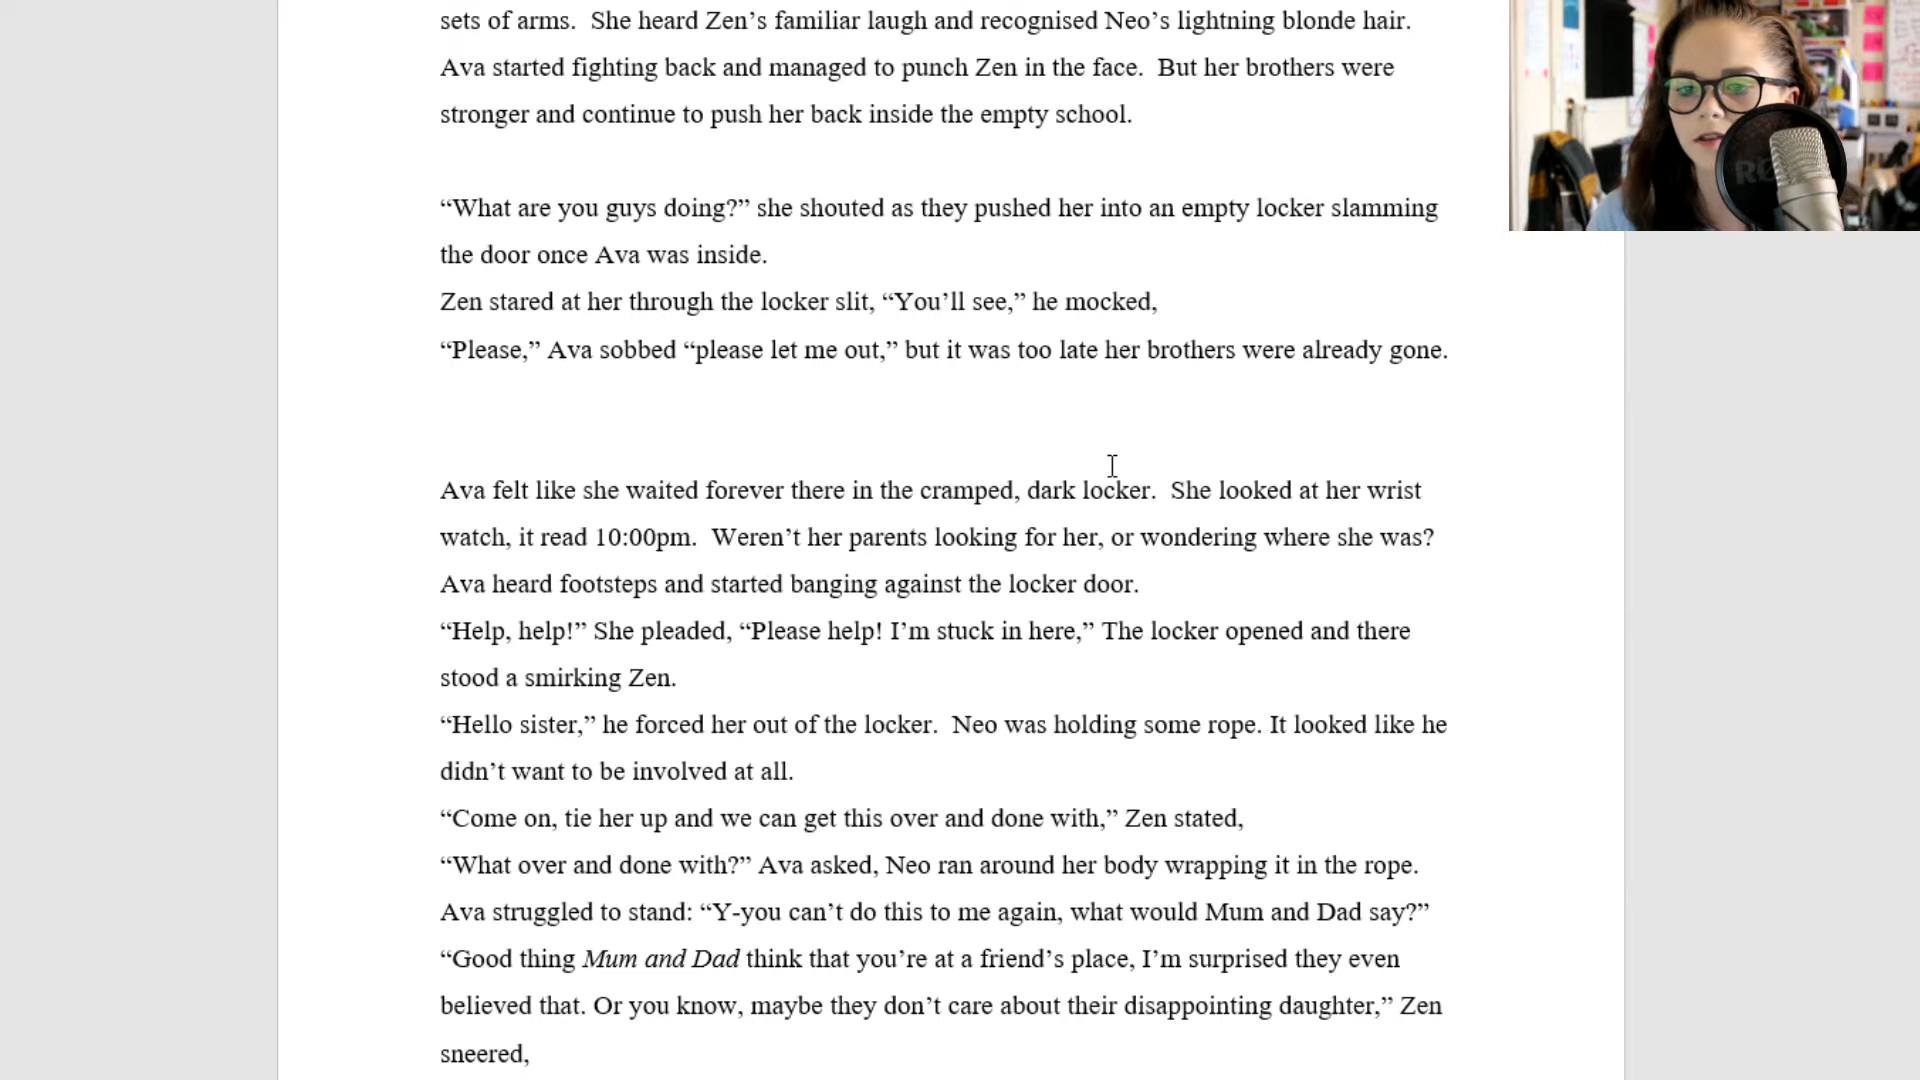 sets of arms.  She heard Zen’s familiar laugh and recognised Neo’s lightning blonde hair.
Ava started fighting back and managed to punch Zen in the face.  But her brothers were
stronger and continue to push her back inside the empty school.
“What are you guys doing?” she shouted as they pushed her into an empty locker slamming
the door once Ava was inside.
Zen stared at her through the locker slit, “You’ll see,” he mocked,
“Please,” Ava sobbed “please let me out,” but it was too late her brothers were already gone.
Ava felt like she waited forever there in the cramped, dark locker.  She looked at her wrist
watch, it read 10:00pm.  Weren’t her parents looking for her, or wondering where she was?
Ava heard footsteps and started banging against the locker door.
“Help, help!” She pleaded, “Please help! I’m stuck in here,” The locker opened and there
stood a smirking Zen.
“Hello sister,” he forced her out of the locker.  Neo was holding some rope. It looked like he
didn’t want to be involved at all.
“Come on, tie her up and we can get this over and done with,” Zen stated,
“What over and done with?” Ava asked, Neo ran around her body wrapping it in the rope.
Ava struggled to stand: “Y-you can’t do this to me again, what would Mum and Dad say?”
“Good thing Mum and Dad think that you’re at a friend’s place, I’m surprised they even
believed that. Or you know, maybe they don’t care about their disappointing daughter,” Zen
sneered,